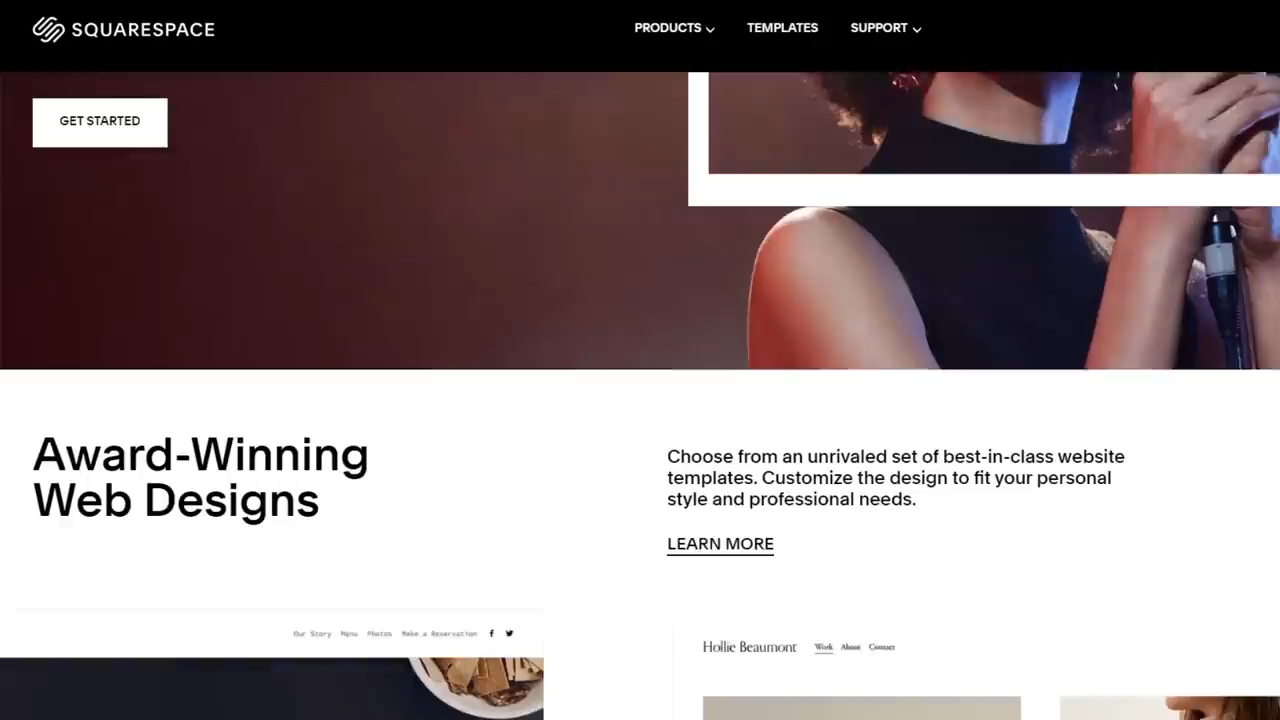 SQUARESPACE
PRODUCTS
TEMPLATES
SUPPORT
GET STARTED
Award-Winning
Web Designs
Choose from an unrivaled set of best-in-class website
templates. Customize the design to fit your personal
style and professional needs.
LEARN MORE
Our Story Menu Photos Make a Reservation
Hollie Beaumont Work About Contact